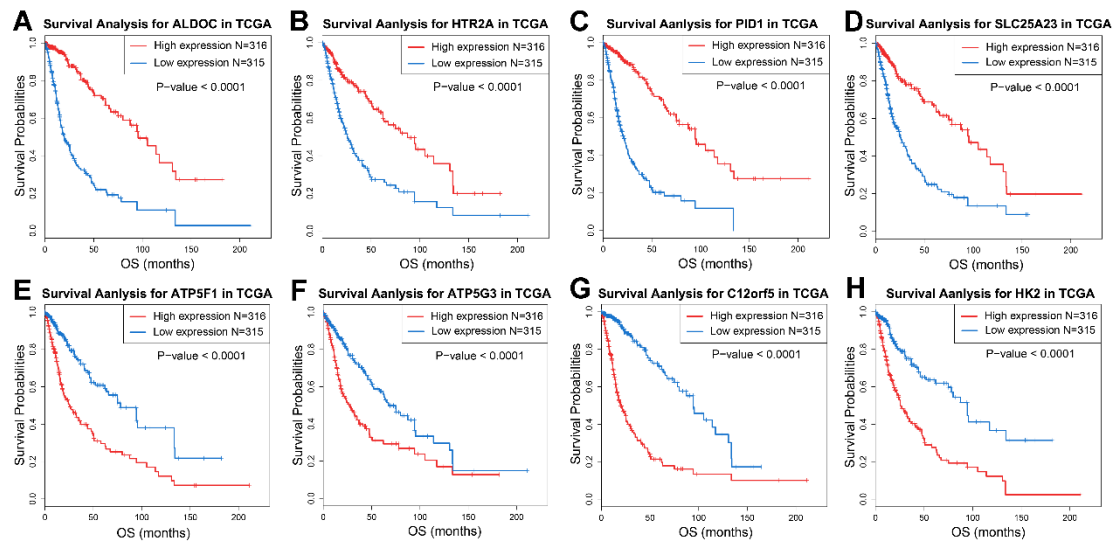 A Survival Analysis for ALDOC in TCGA
High expression N=316
Low expression N=315
P-value < 0.0001
Survival Probabilities
0.0 0.2 0.4 0.6 0.8 1.0
0 50 100 150 200
OS (months)
B Survival Aanlysis for HTR2A in TCGA
High expression N=316
Low expression N=315
P-value < 0.0001
Survival Probabilities
0.0 0.2 0.4 0.6 0.8 1.0
0 50 100 150 200
OS (months)
C Survival Aanlysis for PID1 in TCGA
High expression N=316
Low expression N=315
P-value < 0.0001
Survival Probabilities
0.0 0.2 0.4 0.6 0.8 1.0
0 50 100 150 200
OS (months)
D Survival Aanlysis for SLC25A23 in TCGA
High expression N=316
Low expression N=315
P-value < 0.0001
Survival Probabilities
0.0 0.2 0.4 0.6 0.8 1.0
0 50 100 150 200
OS (months)
E Survival Aanlysis for ATP5F1 in TCGA
High expression N=316
Low expression N=315
P-value < 0.0001
Survival Probabilities
0.0 0.2 0.4 0.6 0.8 1.0
0 50 100 150 200
OS (months)
F Survival Aanlysis for ATP5G3 in TCGA
High expression N=316
Low expression N=315
P-value < 0.0001
Survival Probabilities
0.0 0.2 0.4 0.6 0.8 1.0
0 50 100 150 200
OS (months)
G Survival Aanlysis for C12orf5 in TCGA
High expression N=316
Low expression N=315
P-value < 0.0001
Survival Probabilities
0.0 0.2 0.4 0.6 0.8 1.0
0 50 100 150 200
OS (months)
H Survival Aanlysis for HK2 in TCGA
High expression N=316
Low expression N=315
P-value < 0.0001
Survival Probabilities
0.0 0.2 0.4 0.6 0.8 1.0
0 50 100 150 200
OS (months)